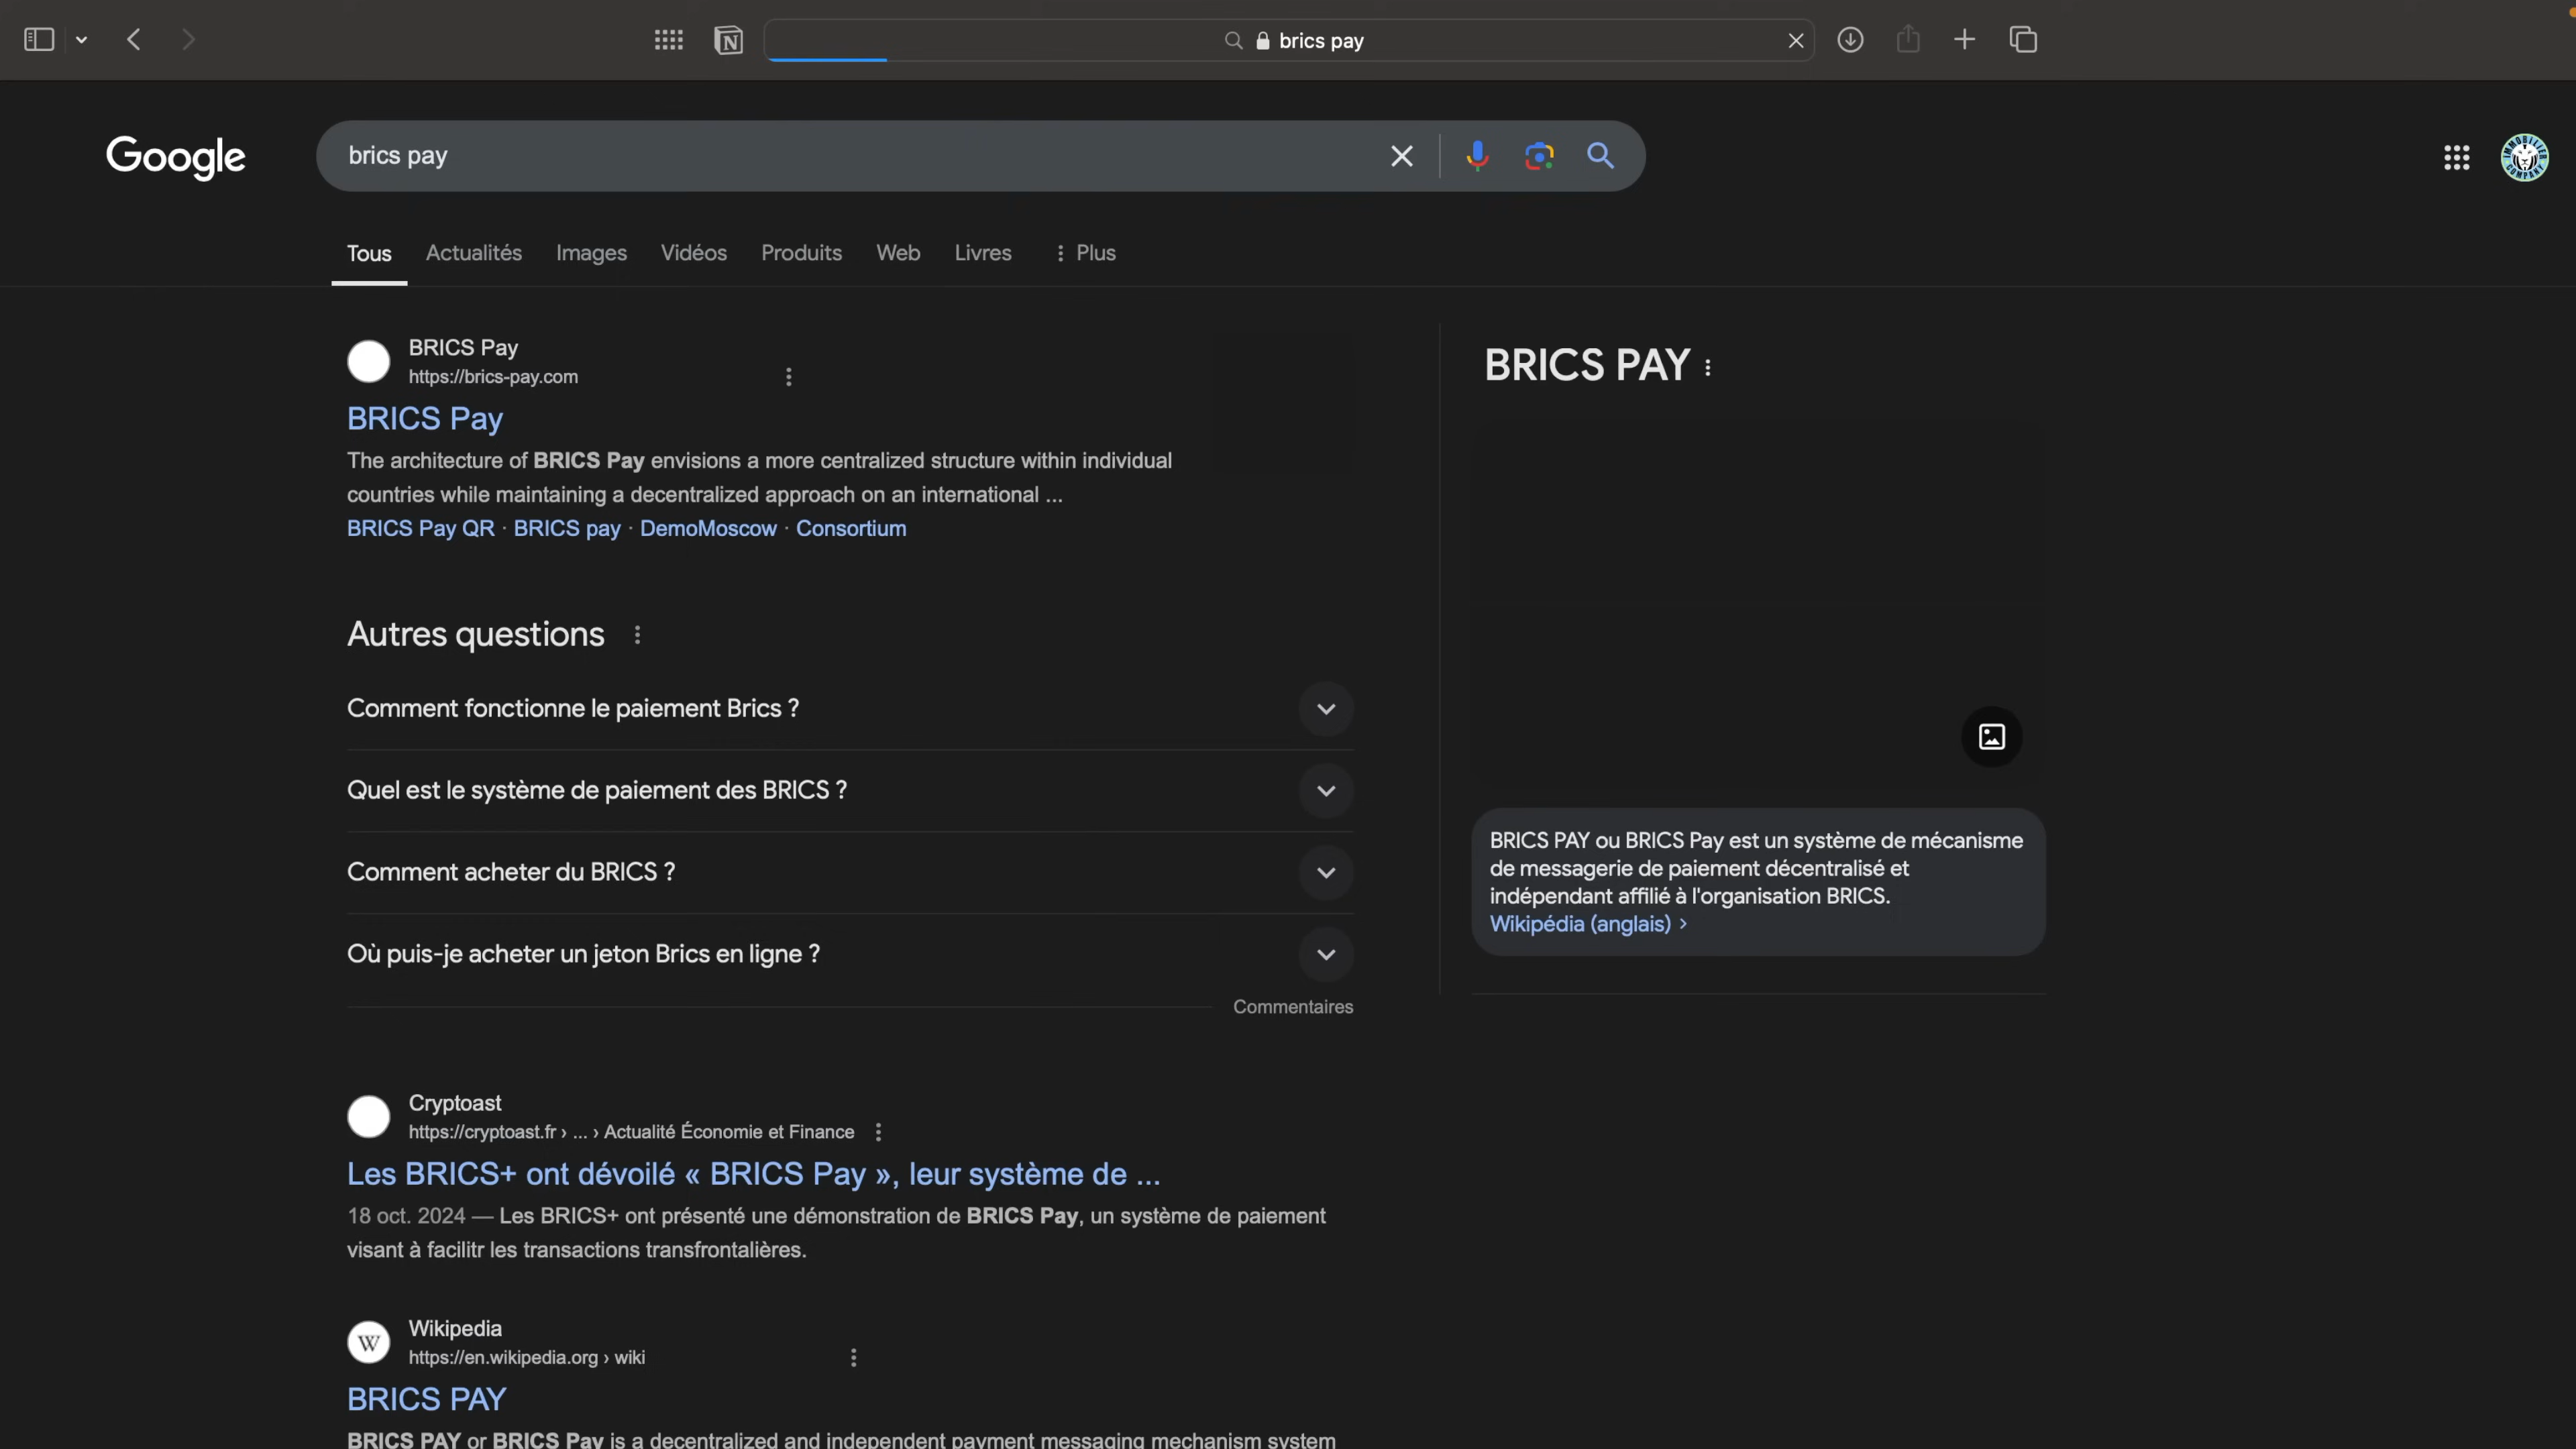 brics pay
Google
brics pay
Tous Actualités Images Vidéos Produits Web Livres Plus
BRICS Pay
https://brics-pay.com
BRICS Pay
The architecture of BRICS Pay envisions a more centralized structure within individual
countries while maintaining a decentralized approach on an international ...
BRICS Pay QR · BRICS pay · DemoMoscow · Consortium
Autres questions
Comment fonctionne le paiement Brics ?
Quel est le système de paiement des BRICS ?
Comment acheter du BRICS ?
Où puis-je acheter un jeton Brics en ligne ?
Commentaires
Cryptoast
https://cryptoast.fr › ... › Actualité Économie et Finance
Les BRICS+ ont dévoilé « BRICS Pay », leur système de ...
18 oct. 2024 — Les BRICS+ ont présenté une démonstration de BRICS Pay, un système de paiement
visant à facilitr les transactions transfrontalières.
W
Wikipedia
https://en.wikipedia.org › wiki
BRICS PAY
BRICS PAY or BRICS Pay is a decentralized and independent payment messaging mechanism system
BRICS PAY
BRICS PAY ou BRICS Pay est un système de mécanisme
de messagerie de paiement décentralisé et
indépendant affilié à l'organisation BRICS.
Wikipédia (anglais) ›
IMMOBILIER
COMPANY